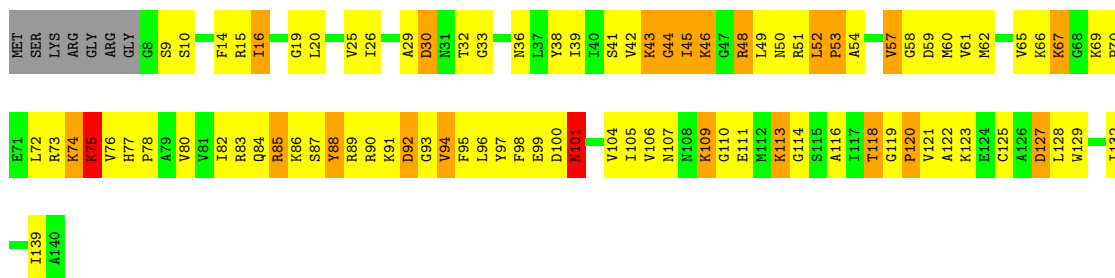 MET SER LYS ARG GLY ARG GLY G8 S9 S10 F14 R15 I16 G19 L20 V25 I26 A29 D30 N31 T32 G33 N36 L37 Y38 I39 I40 S41 V42 K43 G44 I45 K46 G47 R48 L49 N50 R51 L52 P53 A54 V57 G58 D59 M60 V61 M62 V65 K66 K67 G68 K69
E71 L72 R73 K74 K75 V76 H77 P78 A79 V80 V81 I82 R83 Q84 R85 K86 S87 Y88 R89 R90 K91 D92 G93 V94 F95 L96 Y97 F98 E99 D100 N101 V104 I105 V106 N107 N108 K109 G110 E111 M112 K113 G114 S115 A116 I117 T118 G119 P120 V121 A122 K123 E124 C125 A126 D127 L128 W129
I139 A140